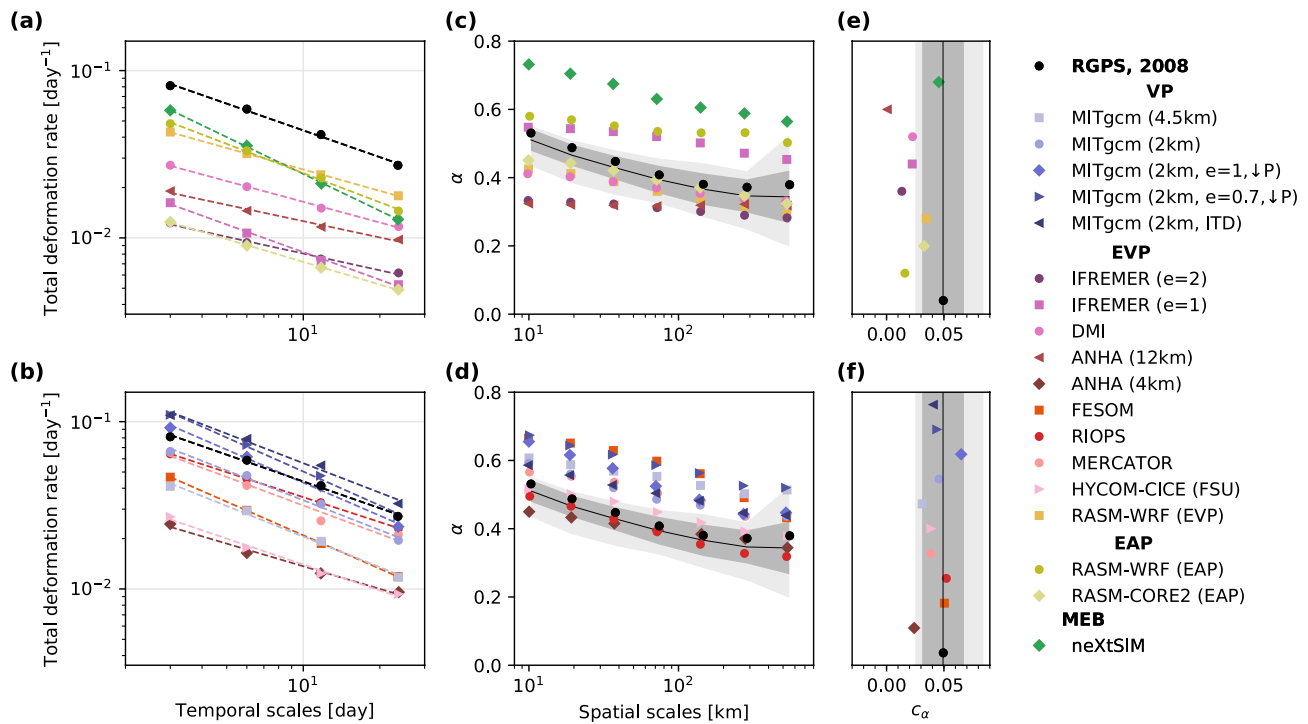 (a)
(c)
(e)
Total deformation rate [day⁻¹]
10⁻¹
10⁻²
10¹
α
0.8
0.6
0.4
0.2
0.0
10¹
10²
0.00
0.05
RGPS, 2008
VP
MITgcm (4.5km)
MITgcm (2km)
MITgcm (2km, e=1,↓P)
MITgcm (2km, e=0.7,↓P)
MITgcm (2km, ITD)
EVP
IFREMER (e=2)
IFREMER (e=1)
DMI
ANHA (12km)
ANHA (4km)
FESOM
RIOPS
MERCATOR
HYCOM-CICE (FSU)
RASM-WRF (EVP)
EAP
RASM-WRF (EAP)
RASM-CORE2 (EAP)
MEB
neXtSIM
(b)
(d)
(f)
Total deformation rate [day⁻¹]
10⁻¹
10⁻²
10¹
Temporal scales [day]
α
0.8
0.6
0.4
0.2
0.0
10¹
10²
Spatial scales [km]
0.00
0.05
cα